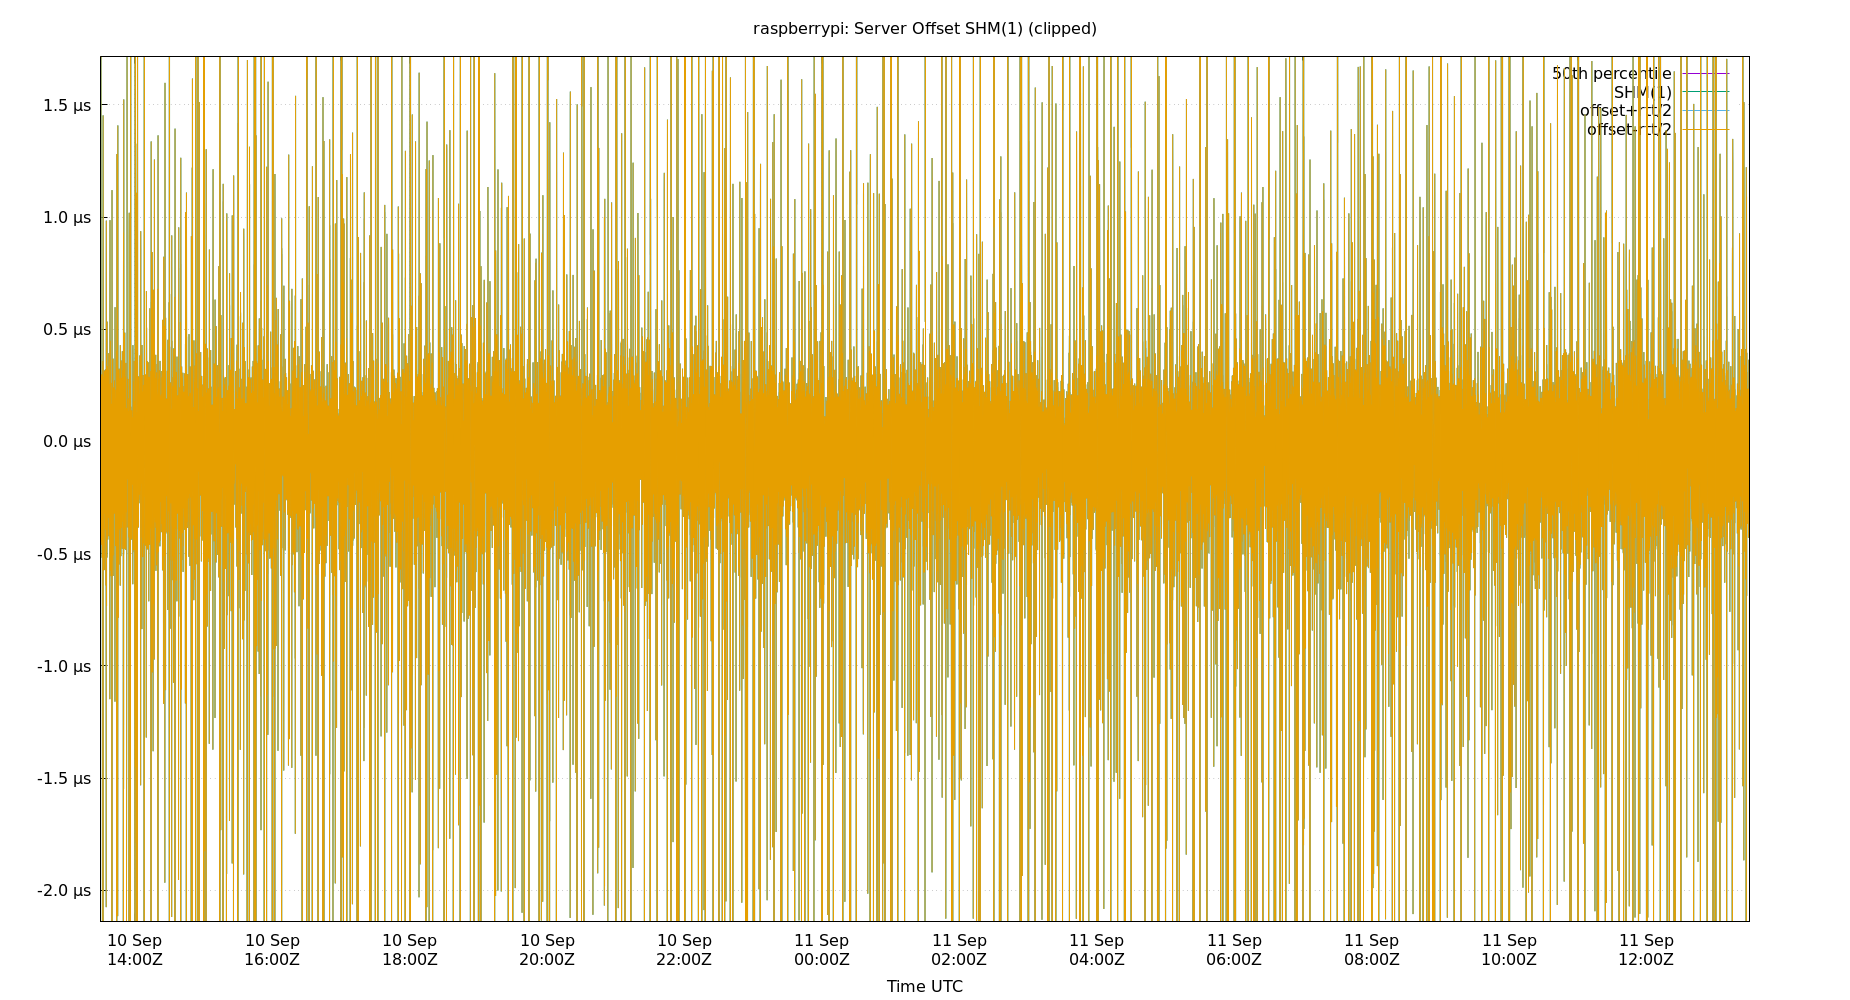 raspberrypi: Server Offset SHM(1) (clipped)
50th percentile
SHM(1)
offset+rtt/2
offset-rtt/2
1.5 µs
1.0 µs
0.5 µs
0.0 µs
-0.5 µs
-1.0 µs
-1.5 µs
-2.0 µs
10 Sep 10 Sep 10 Sep 10 Sep 10 Sep 11 Sep 11 Sep 11 Sep 11 Sep 11 Sep 11 Sep 11 Sep
14:00Z 16:00Z 18:00Z 20:00Z 22:00Z 00:00Z 02:00Z 04:00Z 06:00Z 08:00Z 10:00Z 12:00Z
Time UTC